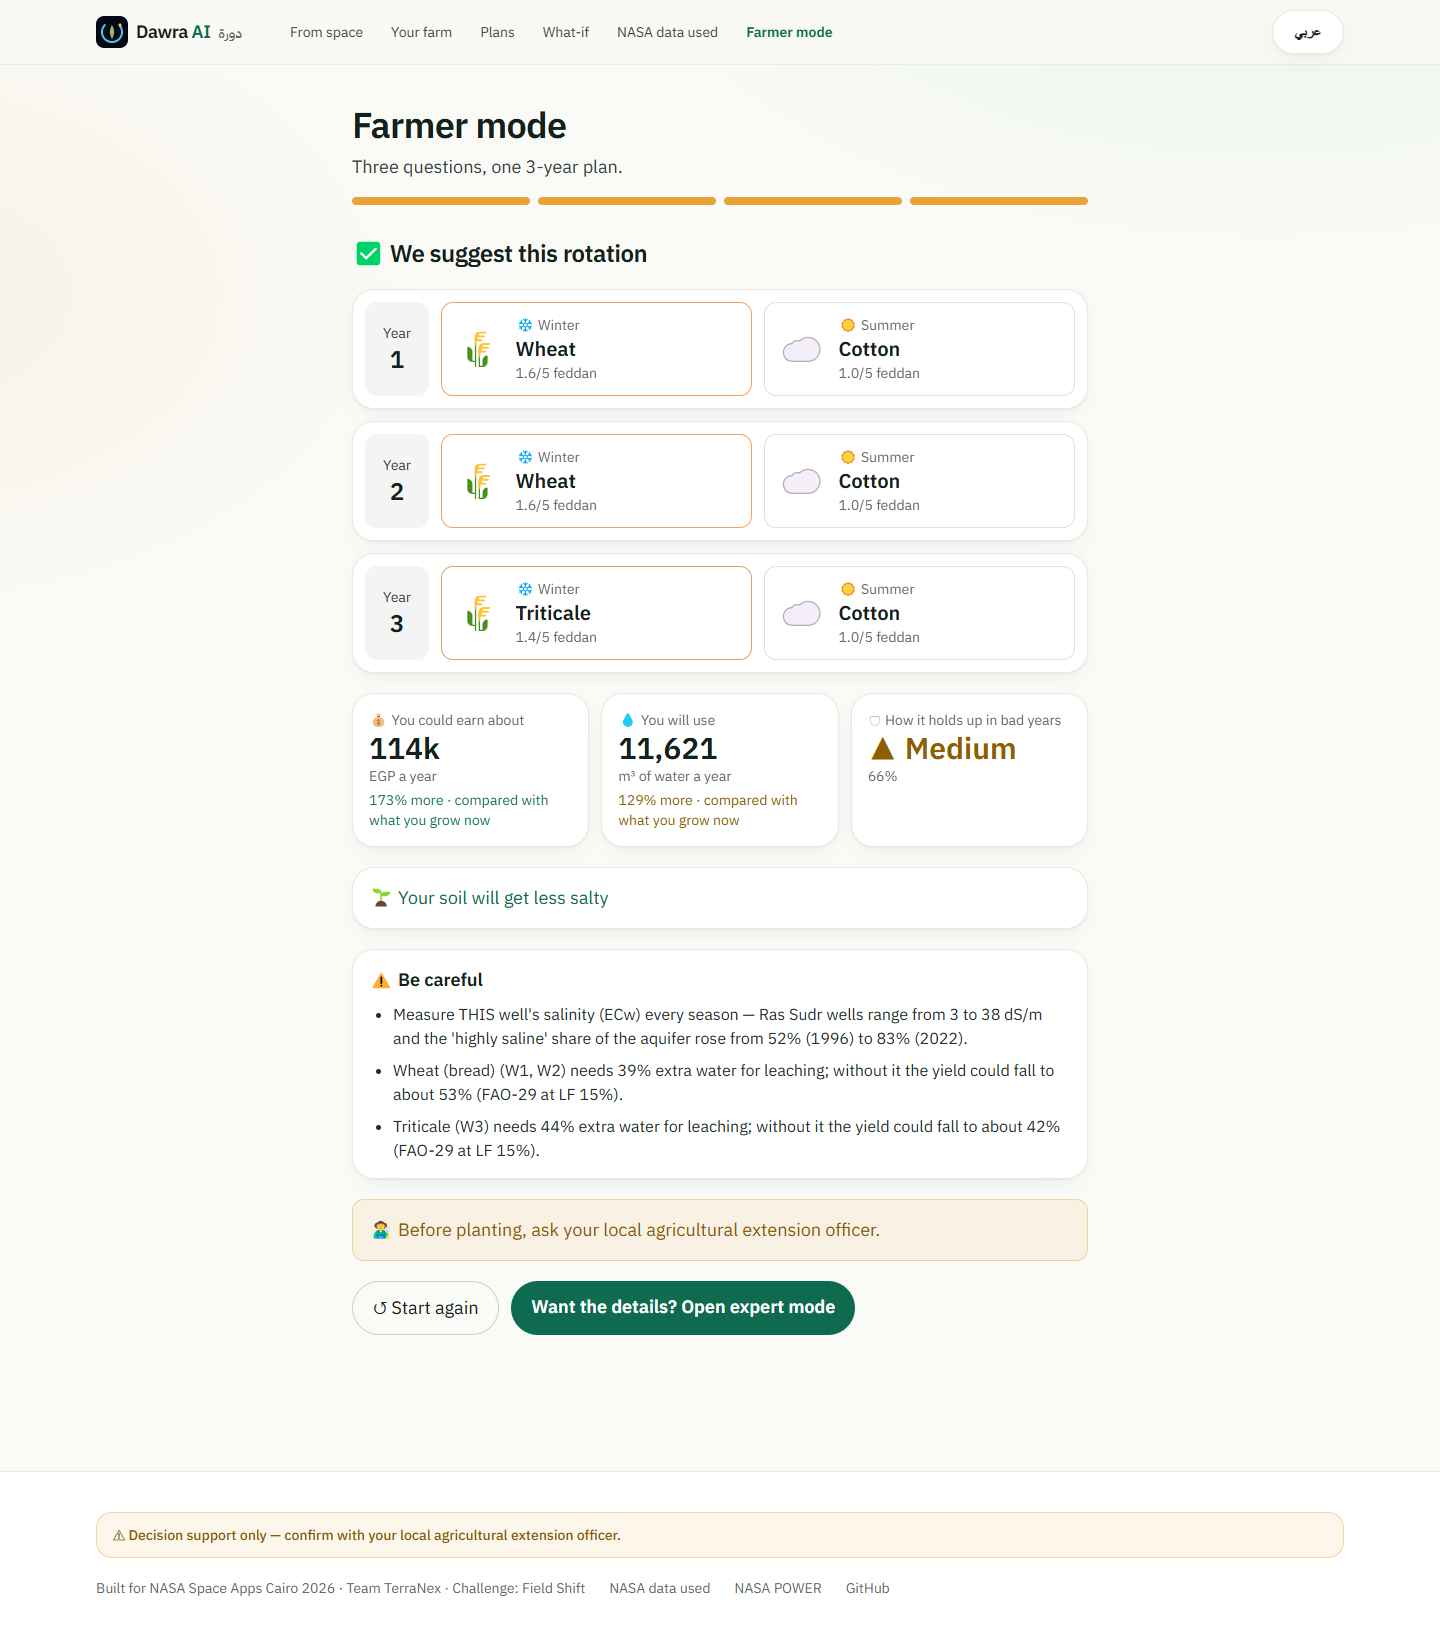 Dawra AI دورة
From space
Your farm
Plans
What-if
NASA data used
Farmer mode
عربي
Farmer mode
Three questions, one 3-year plan.
✅ We suggest this rotation
Year
1
❄️ Winter
Wheat
1.6/5 feddan
☀️ Summer
Cotton
1.0/5 feddan
Year
2
❄️ Winter
Wheat
1.6/5 feddan
☀️ Summer
Cotton
1.0/5 feddan
Year
3
❄️ Winter
Triticale
1.4/5 feddan
☀️ Summer
Cotton
1.0/5 feddan
💰 You could earn about
114k
EGP a year
173% more · compared with
what you grow now
💧 You will use
11,621
m³ of water a year
129% more · compared with
what you grow now
🛡 How it holds up in bad years
▲ Medium
66%
🌱 Your soil will get less salty
⚠️ Be careful
• Measure THIS well's salinity (ECw) every season — Ras Sudr wells range from 3 to 38 dS/m
and the 'highly saline' share of the aquifer rose from 52% (1996) to 83% (2022).
• Wheat (bread) (W1, W2) needs 39% extra water for leaching; without it the yield could fall to
about 53% (FAO-29 at LF 15%).
• Triticale (W3) needs 44% extra water for leaching; without it the yield could fall to about 42%
(FAO-29 at LF 15%).
🧑‍🌾 Before planting, ask your local agricultural extension officer.
↺ Start again
Want the details? Open expert mode
⚠ Decision support only — confirm with your local agricultural extension officer.
Built for NASA Space Apps Cairo 2026 · Team TerraNex · Challenge: Field Shift
NASA data used
NASA POWER
GitHub